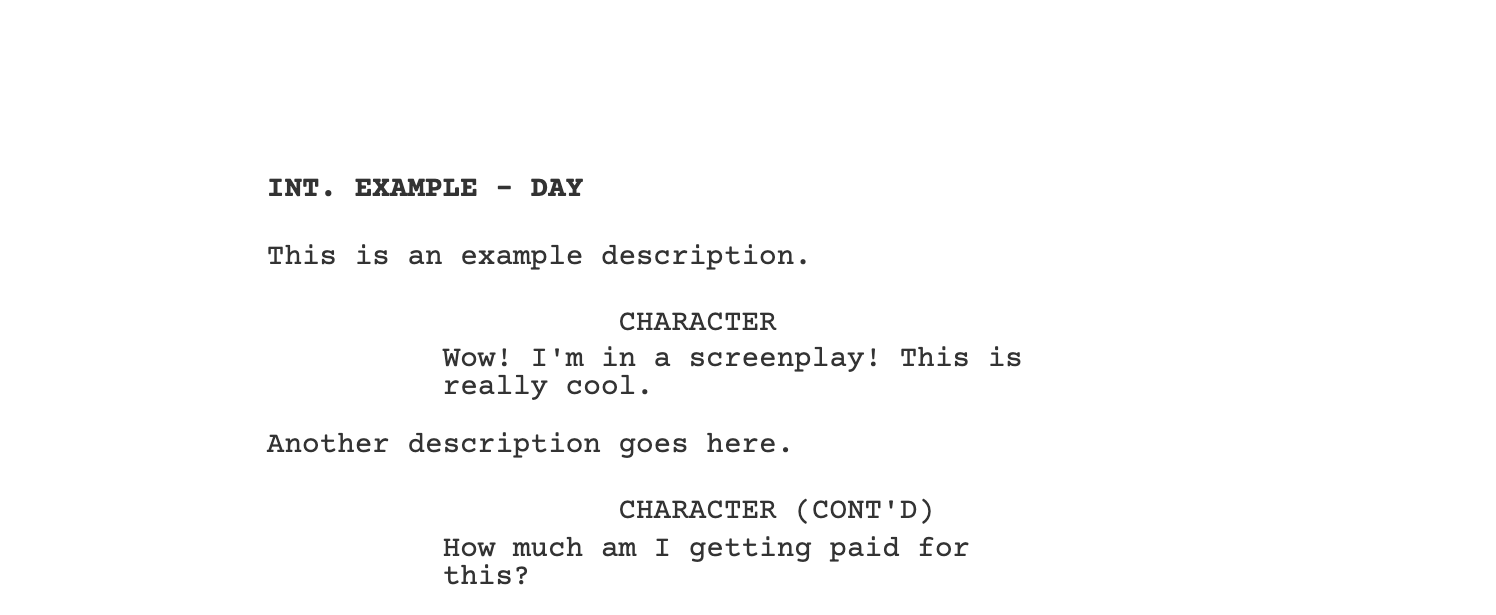 INT. EXAMPLE - DAY
This is an example description.
CHARACTER
Wow! I'm in a screenplay! This is
really cool.
Another description goes here.
CHARACTER (CONT'D)
How much am I getting paid for
this?